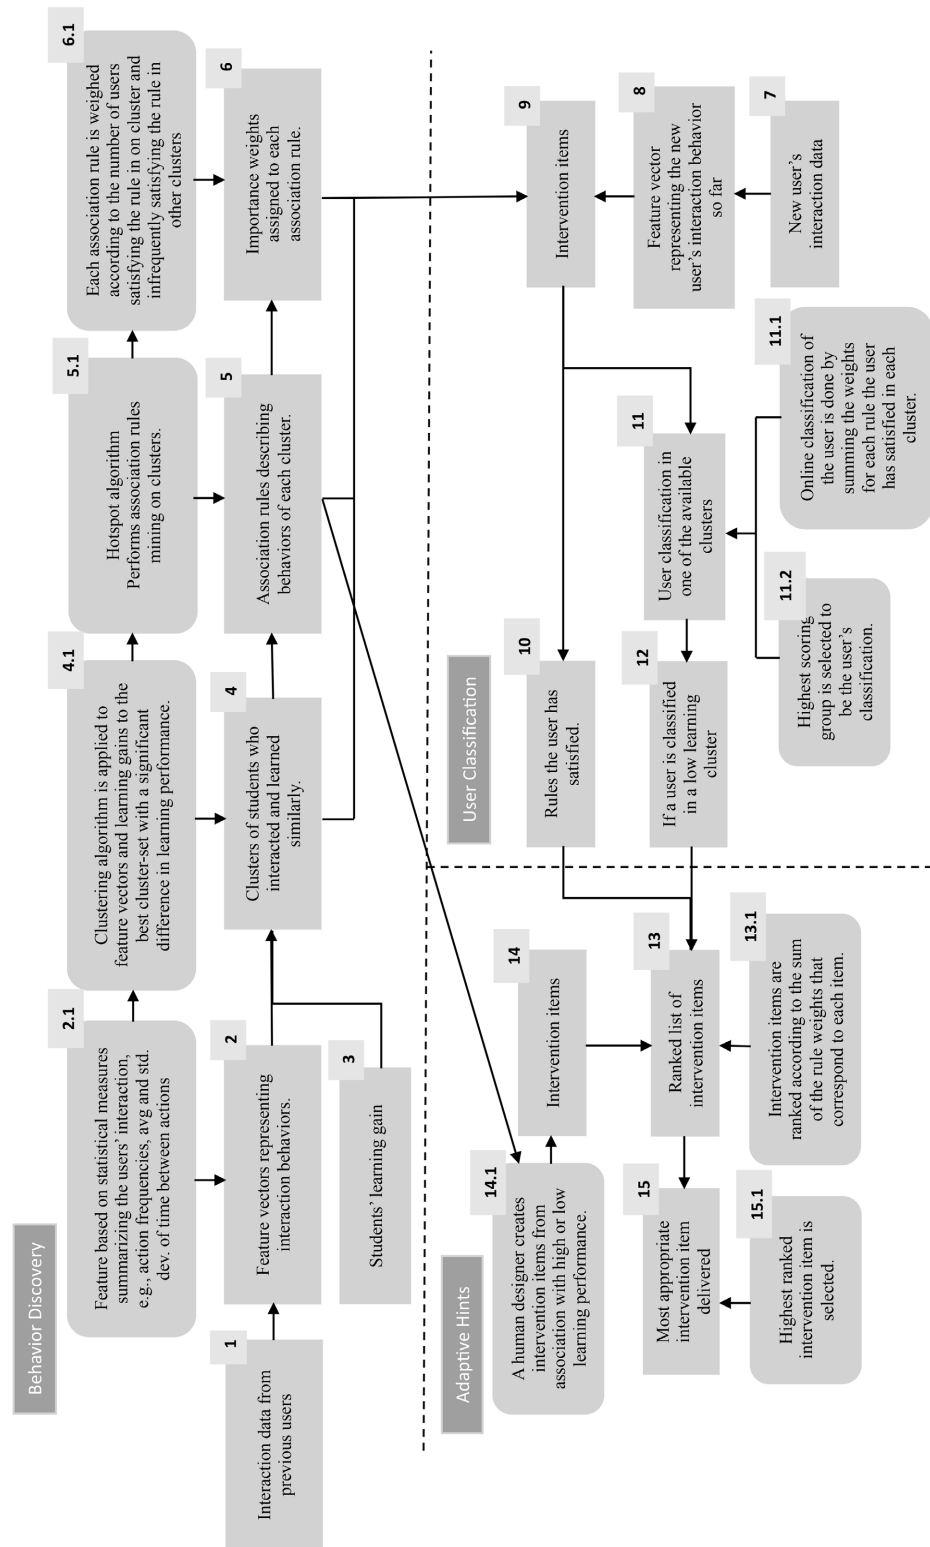 Behavior Discovery
2.1
Feature based on statistical measures
summarizing the users' interaction,
e.g., action frequencies, avg and std.
dev. of time between actions
4.1
Clustering algorithm is applied to
feature vectors and learning gains to the
best cluster-set with a significant
difference in learning performance.
5.1
Hotspot algorithm
Performs association rules
mining on clusters.
6.1
Each association rule is weighed
according to the number of users
satisfying the rule in on cluster and
infrequently satisfying the rule in
other clusters
1
Interaction data from
previous users
2
Feature vectors representing
interaction behaviors.
3
Students' learning gain
4
Clusters of students who
interacted and learned
similarly.
5
Association rules describing
behaviors of each cluster.
6
Importance weights
assigned to each
association rule.
Adaptive Hints
14.1
A human designer creates
intervention items from
association with high or low
learning performance.
14
Intervention items
15
Most appropriate
intervention item
delivered
13
Ranked list of
intervention items
15.1
Highest ranked
intervention item is
selected.
13.1
Intervention items are
ranked according to the sum
of the rule weights that
correspond to each item.
User Classification
10
Rules the user has
satisfied.
9
Intervention items
12
If a user is classified
in a low learning
cluster
11
User classification in
one of the available
clusters
8
Feature vector
representing the new
user's interaction behavior
so far
11.2
Highest scoring
group is selected to
be the user's
classification.
11.1
Online classification of
the user is done by
summing the weights
for each rule the user
has satisfied in each
cluster.
7
New user's
interaction data